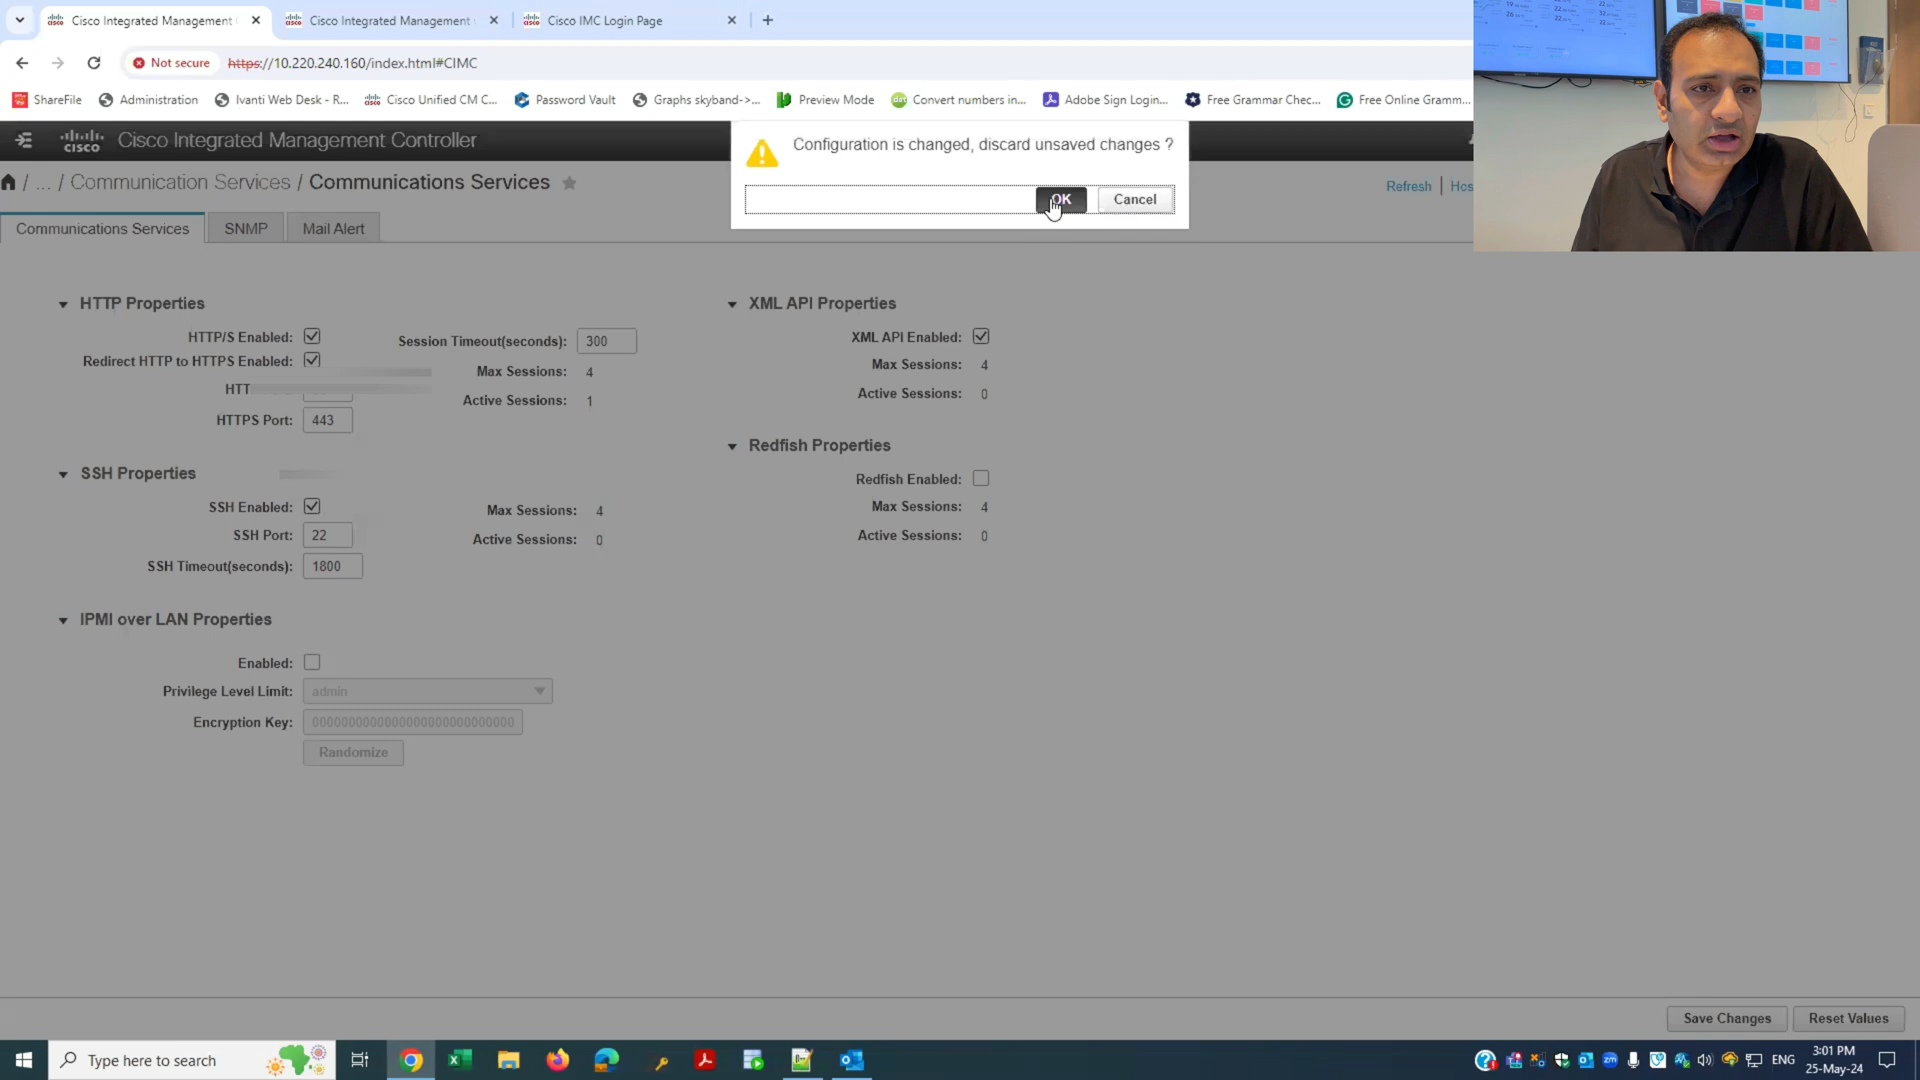 Cisco Integrated Management
Cisco Integrated Management
Cisco IMC Login Page
Not secure
https://10.220.240.160/index.html#CIMC
ShareFile
Administration
Ivanti Web Desk - R...
Cisco Unified CM C...
Password Vault
Graphs skyband->...
Preview Mode
Convert numbers in...
Adobe Sign Login...
Free Grammar Chec...
Free Online Gramm...
CISCO
Cisco Integrated Management Controller
Configuration is changed, discard unsaved changes ?
OK
Cancel
/ ... / Communication Services / Communications Services
Refresh
Hos
Communications Services
SNMP
Mail Alert
HTTP Properties
HTTP/S Enabled:
Redirect HTTP to HTTPS Enabled:
HTT
HTTPS Port: 443
Session Timeout(seconds): 300
Max Sessions: 4
Active Sessions: 1
SSH Properties
SSH Enabled:
SSH Port: 22
SSH Timeout(seconds): 1800
Max Sessions: 4
Active Sessions: 0
IPMI over LAN Properties
Enabled:
Privilege Level Limit: admin
Encryption Key: 0000000000000000000000000000
Randomize
XML API Properties
XML API Enabled:
Max Sessions: 4
Active Sessions: 0
Redfish Properties
Redfish Enabled:
Max Sessions: 4
Active Sessions: 0
Save Changes
Reset Values
Type here to search
ENG
3:01 PM
25-May-24